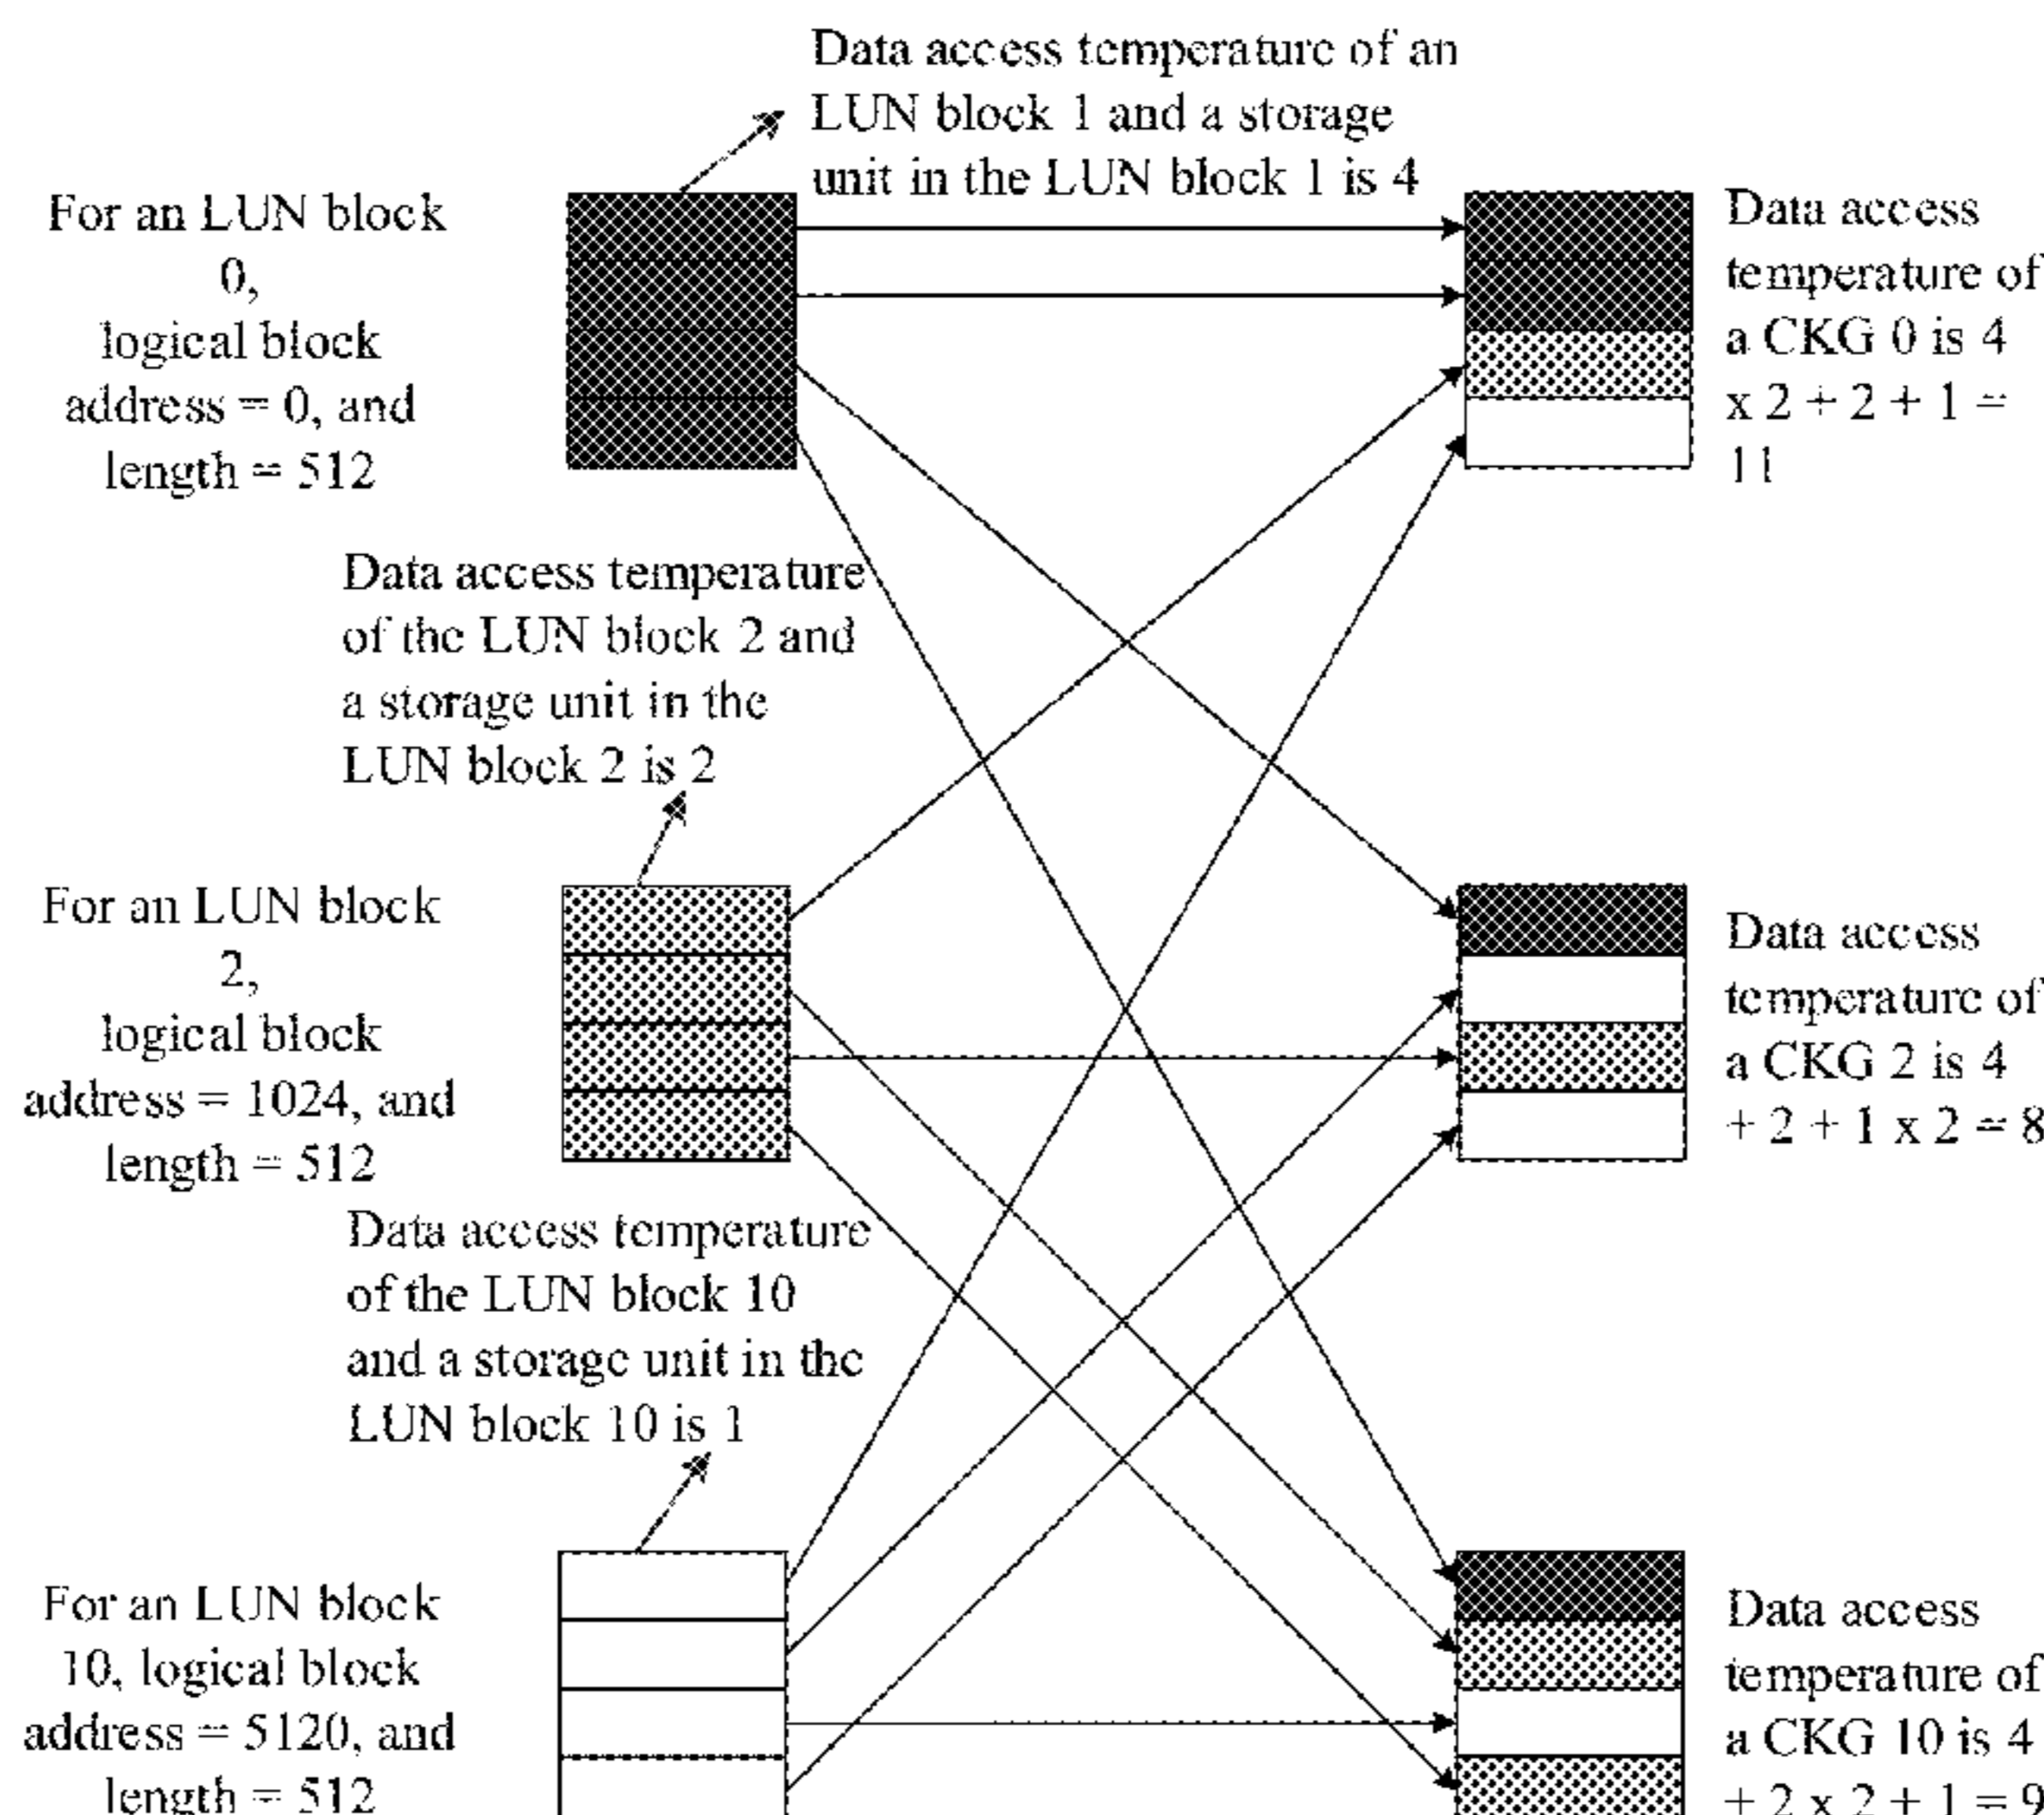 Data access temperature of an
LUN block 1 and a storage
unit in the LUN block 1 is 4
For an LUN block
0,
logical block
address = 0, and
length = 512
Data access
temperature of
a CKG 0 is 4
x 2 + 2 + 1 =
11
Data access temperature
of the LUN block 2 and
a storage unit in the
LUN block 2 is 2
For an LUN block
2,
logical block
address = 1024, and
length = 512
Data access
temperature of
a CKG 2 is 4
+ 2 + 1 x 2 = 8
Data access temperature
of the LUN block 10
and a storage unit in the
LUN block 10 is 1
For an LUN block
10, logical block
address = 5120, and
length = 512
Data access
temperature of
a CKG 10 is 4
+ 2 x 2 + 1 = 9